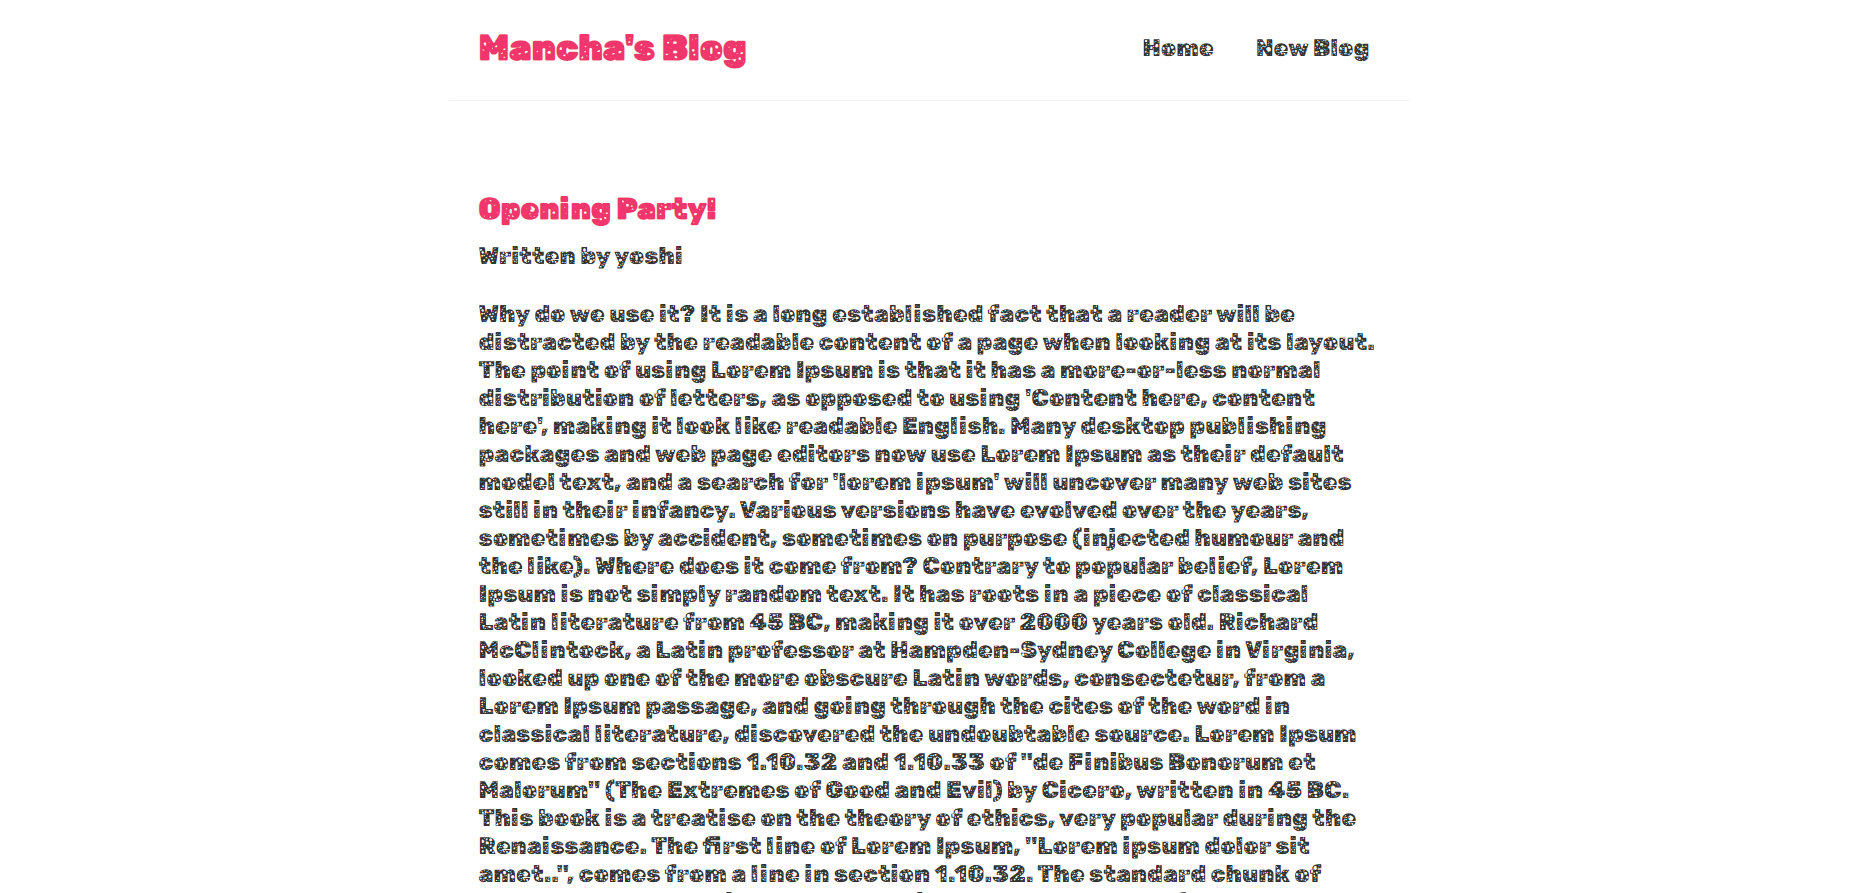 Mancha's Blog
Home
New Blog
Opening Party!
Written by yoshi
Why do we use it? It is a long established fact that a reader will be
distracted by the readable content of a page when looking at its layout.
The point of using Lorem Ipsum is that it has a more-or-less normal
distribution of letters, as opposed to using 'Content here, content
here', making it look like readable English. Many desktop publishing
packages and web page editors now use Lorem Ipsum as their default
model text, and a search for 'lorem ipsum' will uncover many web sites
still in their infancy. Various versions have evolved over the years,
sometimes by accident, sometimes on purpose (injected humour and
the like). Where does it come from? Contrary to popular belief, Lorem
Ipsum is not simply random text. It has roots in a piece of classical
Latin literature from 45 BC, making it over 2000 years old. Richard
McClintock, a Latin professor at Hampden-Sydney College in Virginia,
looked up one of the more obscure Latin words, consectetur, from a
Lorem Ipsum passage, and going through the cites of the word in
classical literature, discovered the undoubtable source. Lorem Ipsum
comes from sections 1.10.32 and 1.10.33 of "de Finibus Bonorum et
Malorum" (The Extremes of Good and Evil) by Cicero, written in 45 BC.
This book is a treatise on the theory of ethics, very popular during the
Renaissance. The first line of Lorem Ipsum, "Lorem ipsum dolor sit
amet..", comes from a line in section 1.10.32. The standard chunk of